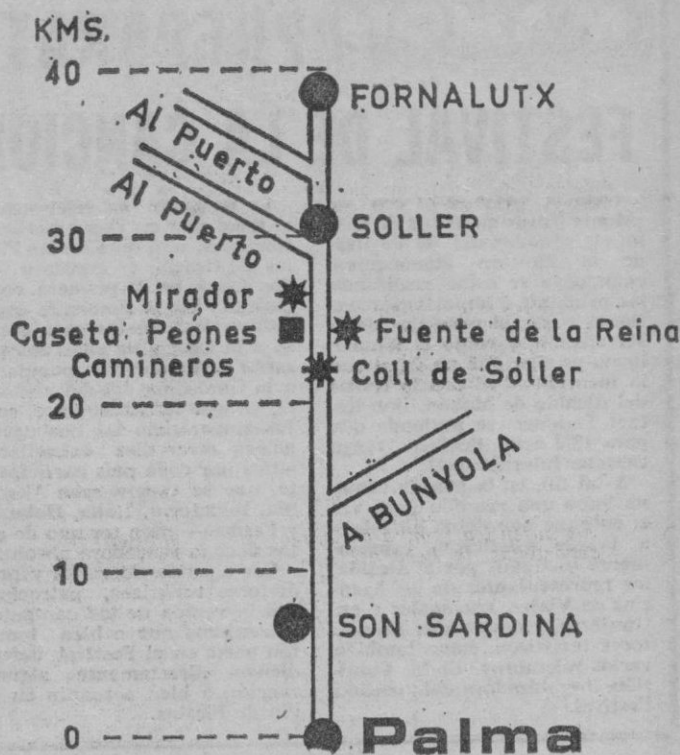 KMS.
40
FORNALUTX
Al Puerto
Al Puerto
SOLLER
30
Mirador
Caseta Peones
Camineros
Fuente de la Reina
Coll de Sóller
20
A BUNYOLA
10
SON SARDINA
0
Palma